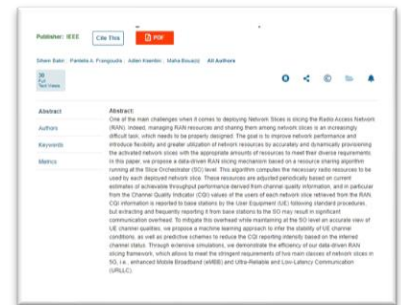 Publisher: IEEE
Cite This
PDF
Pantelis A. Frangoudis ; Adlen Ksentini ; Miloud Bagaa All Authors
38
Full
Text Views
Abstract
Authors
Keywords
Metrics
Abstract:
One of the main challenges when it comes to deploying Network Slices is slicing the Radio Access Network
(RAN). Indeed, managing RAN resources and sharing them among network slices is an increasingly
difficult task, which needs to be properly designed. The goal is to improve network performance and
introduce flexibility and greater utilization of network resources by accurately and dynamically provisioning
the activated network slices with the appropriate amounts of resources to meet their diverse requirements.
In this paper, we propose a data-driven RAN slicing mechanism based on a resource sharing algorithm
running at the Slice Orchestrator (SO) level. This algorithm computes the necessary radio resources to be
used by each deployed network slice. These resources are adjusted periodically based on current
estimates of achievable throughput performance derived from channel quality information, and in particular
from the Channel Quality Indicator (CQI) values of the users of each network slice retrieved from the RAN.
CQI information is reported to base stations by the User Equipment (UE) following standard procedures,
but extracting and frequently reporting it from base stations to the SO may result in significant
communication overhead. To mitigate this overhead while maintaining at the SO level an accurate view of
UE channel qualities, we propose a machine learning approach to infer the stability of UE channel
conditions, as well as predictive schemes to reduce the CQI reporting intensity based on the inferred
channel status. Through extensive simulations, we demonstrate the efficiency of our data-driven RAN
slicing framework, which allows to meet the stringent requirements of two main classes of network slices in
5G, i.e., enhanced Mobile Broadband (eMBB) and Ultra-Reliable and Low-Latency Communication
(URLLC).